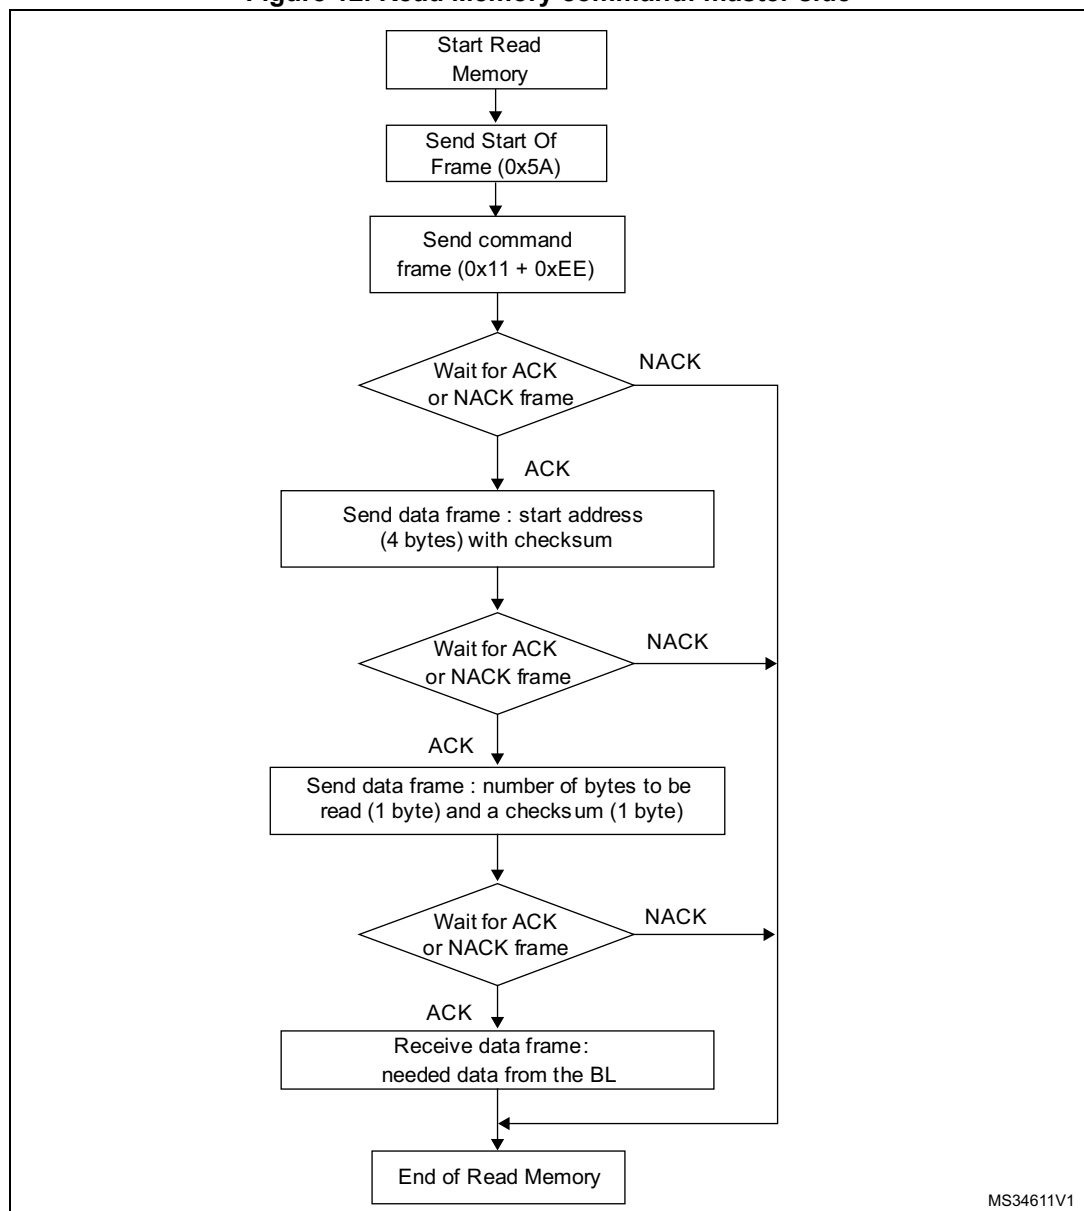 Start Read
Memory
Send Start Of
Frame (0x5A)
Send command
frame (0x11 + 0xEE)
Wait for ACK
or NACK frame
NACK
ACK
Send data frame : start address
(4 bytes) with checksum
Wait for ACK
or NACK frame
NACK
ACK
Send data frame : number of bytes to be
read (1 byte) and a checksum (1 byte)
Wait for ACK
or NACK frame
NACK
ACK
Receive data frame:
needed data from the BL
End of Read Memory
MS34611V1